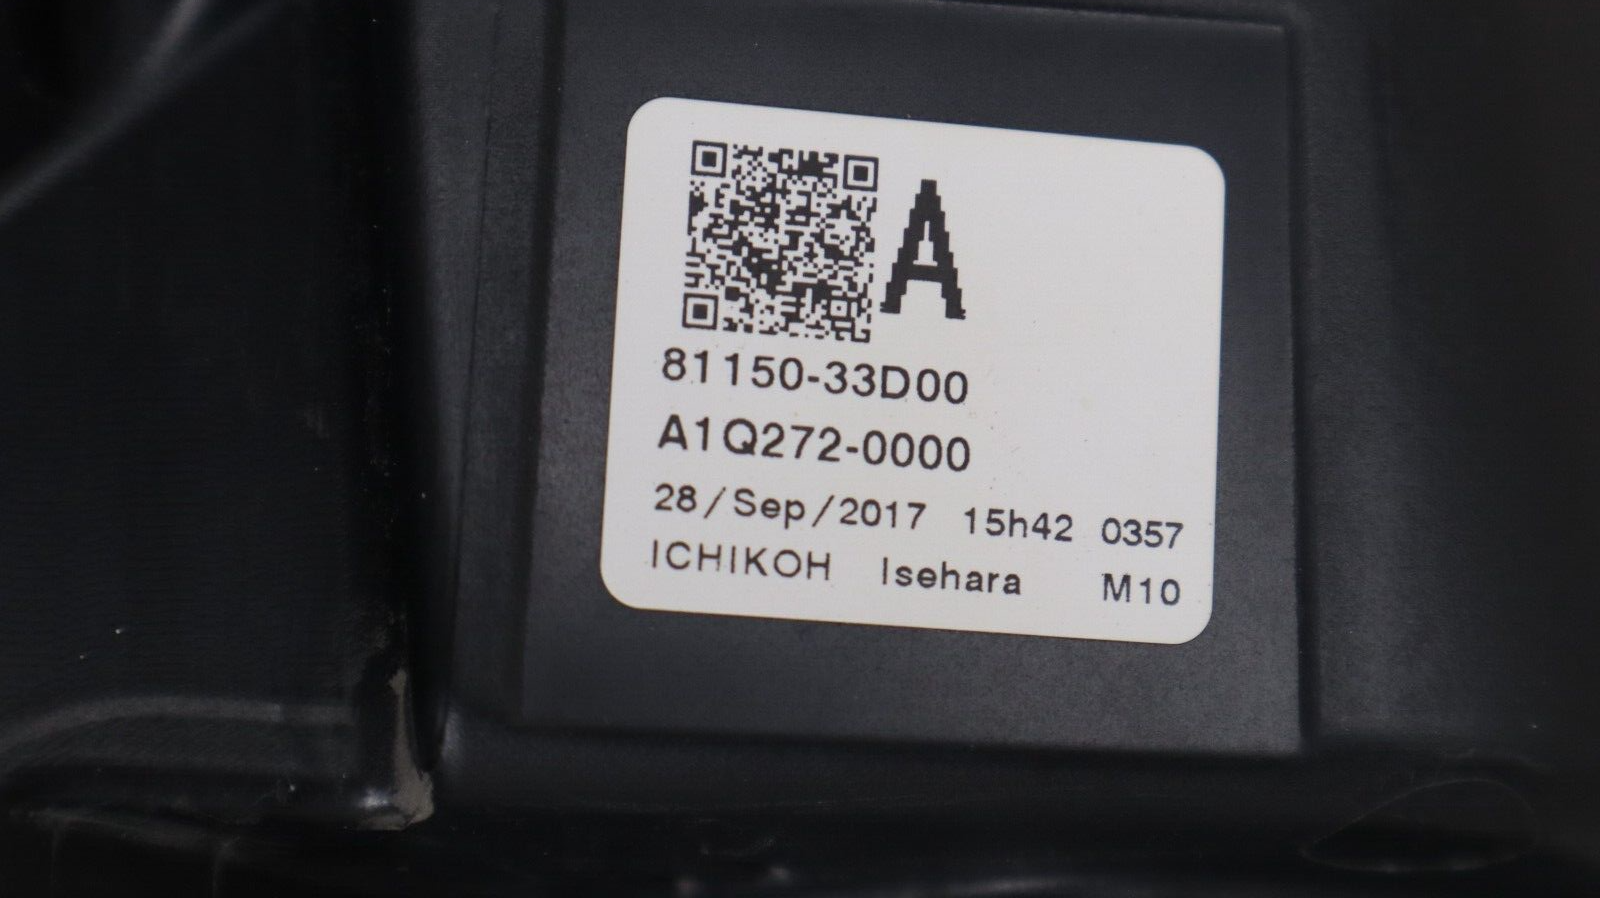 A
81150-33D00
A1Q272-0000
28/Sep/2017 15h42 0357
ICHIKOH Isehara M10